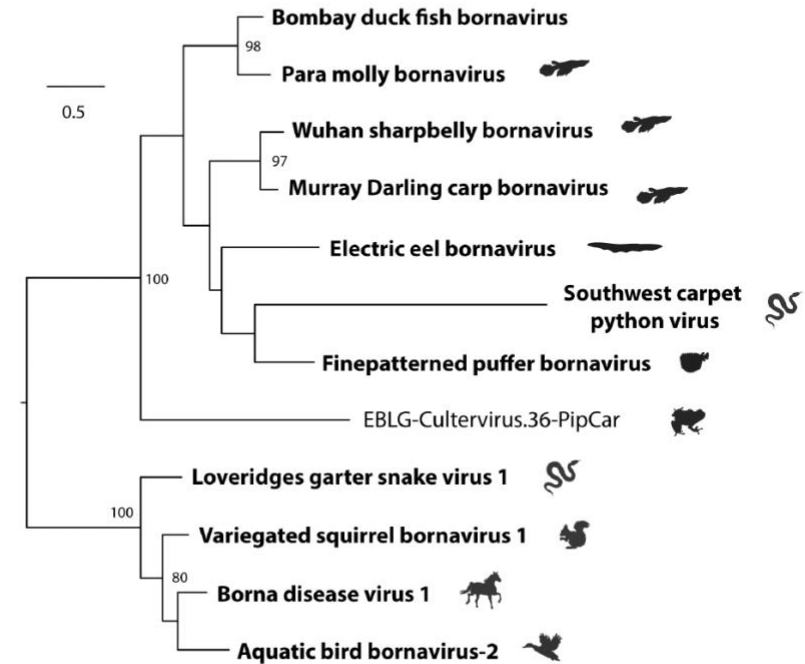 Bombay duck fish bornavirus
98
Para molly bornavirus
0.5
Wuhan sharpbelly bornavirus
97
Murray Darling carp bornavirus
Electric eel bornavirus
100
Southwest carpet
python virus
Finepatterned puffer bornavirus
EBLG-Cultervirus.36-PipCar
Loveridges garter snake virus 1
100
Variegated squirrel bornavirus 1
80
Borna disease virus 1
Aquatic bird bornavirus-2